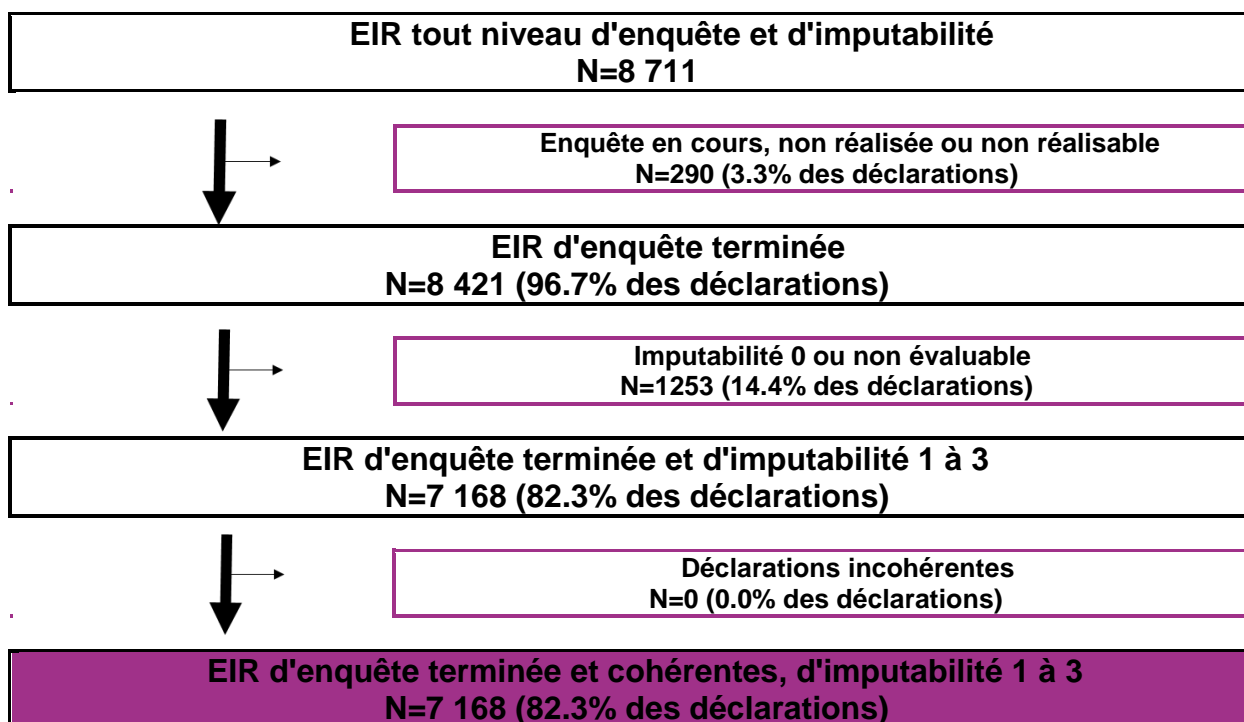 EIR tout niveau d'enquête et d'imputabilité
N=8 711
Enquête en cours, non réalisée ou non réalisable
N=290 (3.3% des déclarations)
EIR d'enquête terminée
N=8 421 (96.7% des déclarations)
Imputabilité 0 ou non évaluable
N=1253 (14.4% des déclarations)
EIR d'enquête terminée et d'imputabilité 1 à 3
N=7 168 (82.3% des déclarations)
Déclarations incohérentes
N=0 (0.0% des déclarations)
EIR d'enquête terminée et cohérentes, d'imputabilité 1 à 3
N=7 168 (82.3% des déclarations)